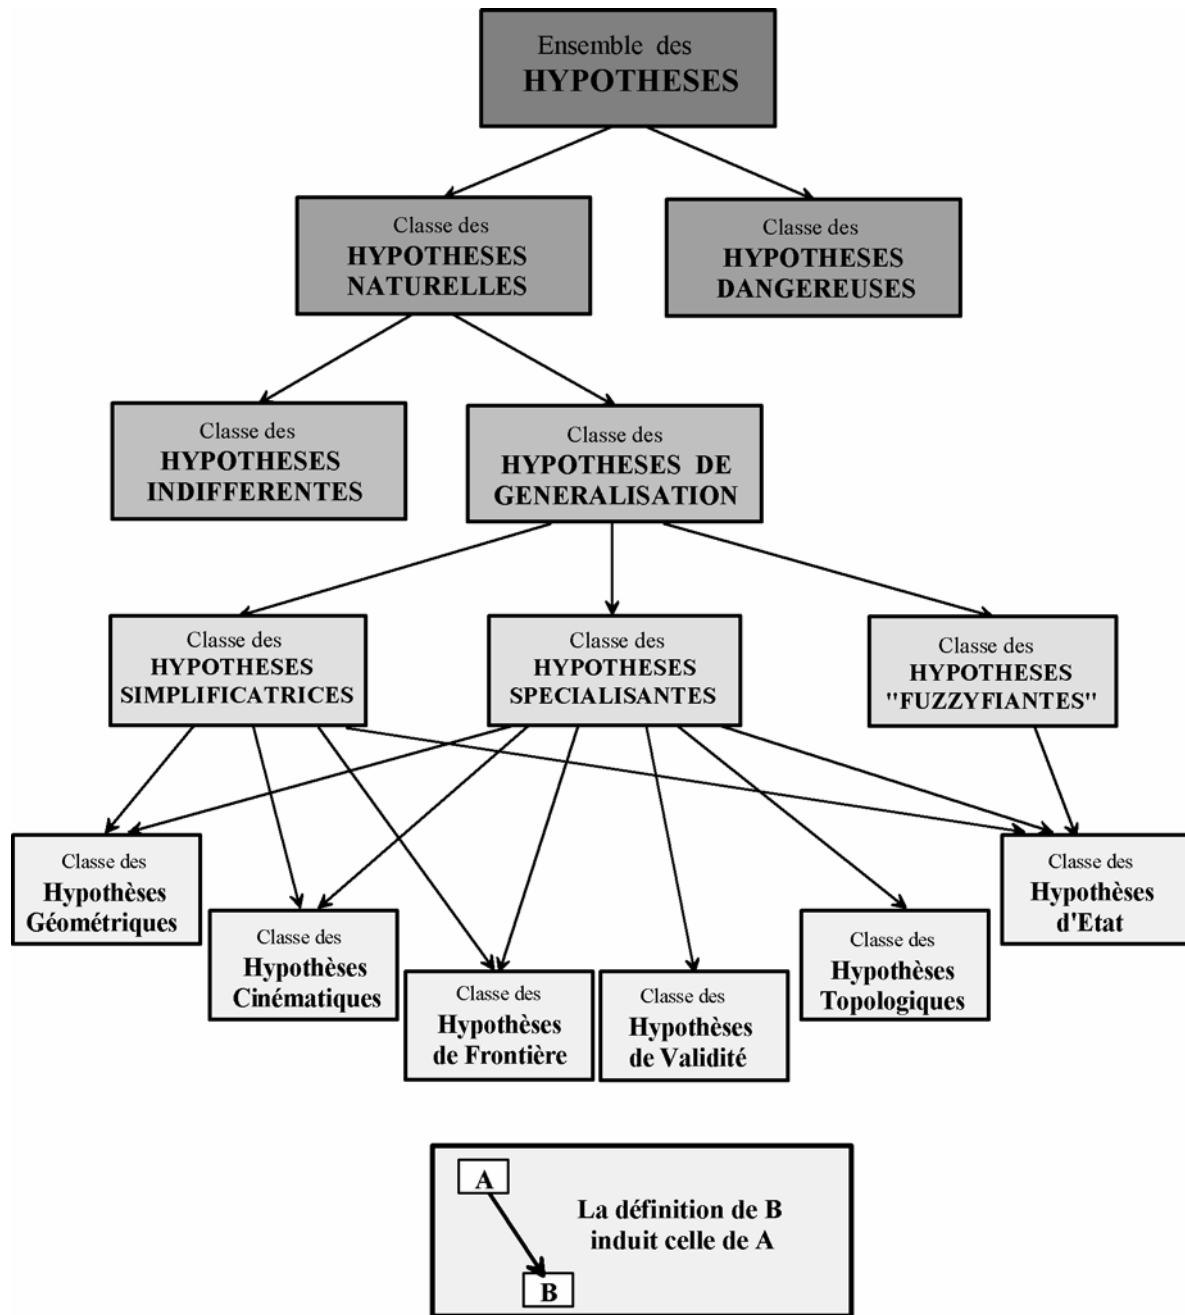 Ensemble des
HYPOTHESES
Classe des
HYPOTHESES
NATURELLES
Classe des
HYPOTHESES
DANGEREUSES
Classe des
HYPOTHESES
INDIFFERENTES
Classe des
HYPOTHESES DE
GENERALISATION
Classe des
HYPOTHESES
SIMPLIFICATRICES
Classe des
HYPOTHESES
SPECIALISANTES
Classe des
HYPOTHESES
"FUZZYFIANTES"
Classe des
Hypothèses
Géométriques
Classe des
Hypothèses
Cinématiques
Classe des
Hypothèses
de Frontière
Classe des
Hypothèses
de Validité
Classe des
Hypothèses
Topologiques
Classe des
Hypothèses
d'Etat
A
B
La définition de B
induit celle de A